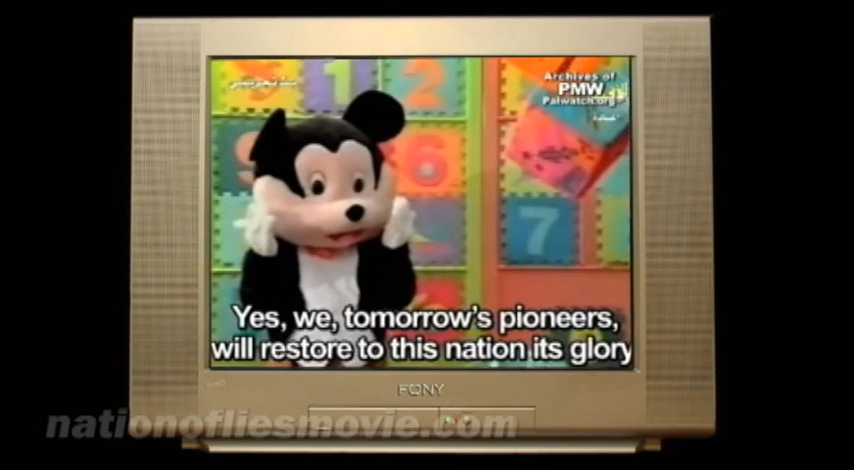 Archives of
PMW
Palwatch.org
1
2
6
7
Yes, we, tomorrow's pioneers,
will restore to this nation its glory
FONY
nationofliesmovie.com